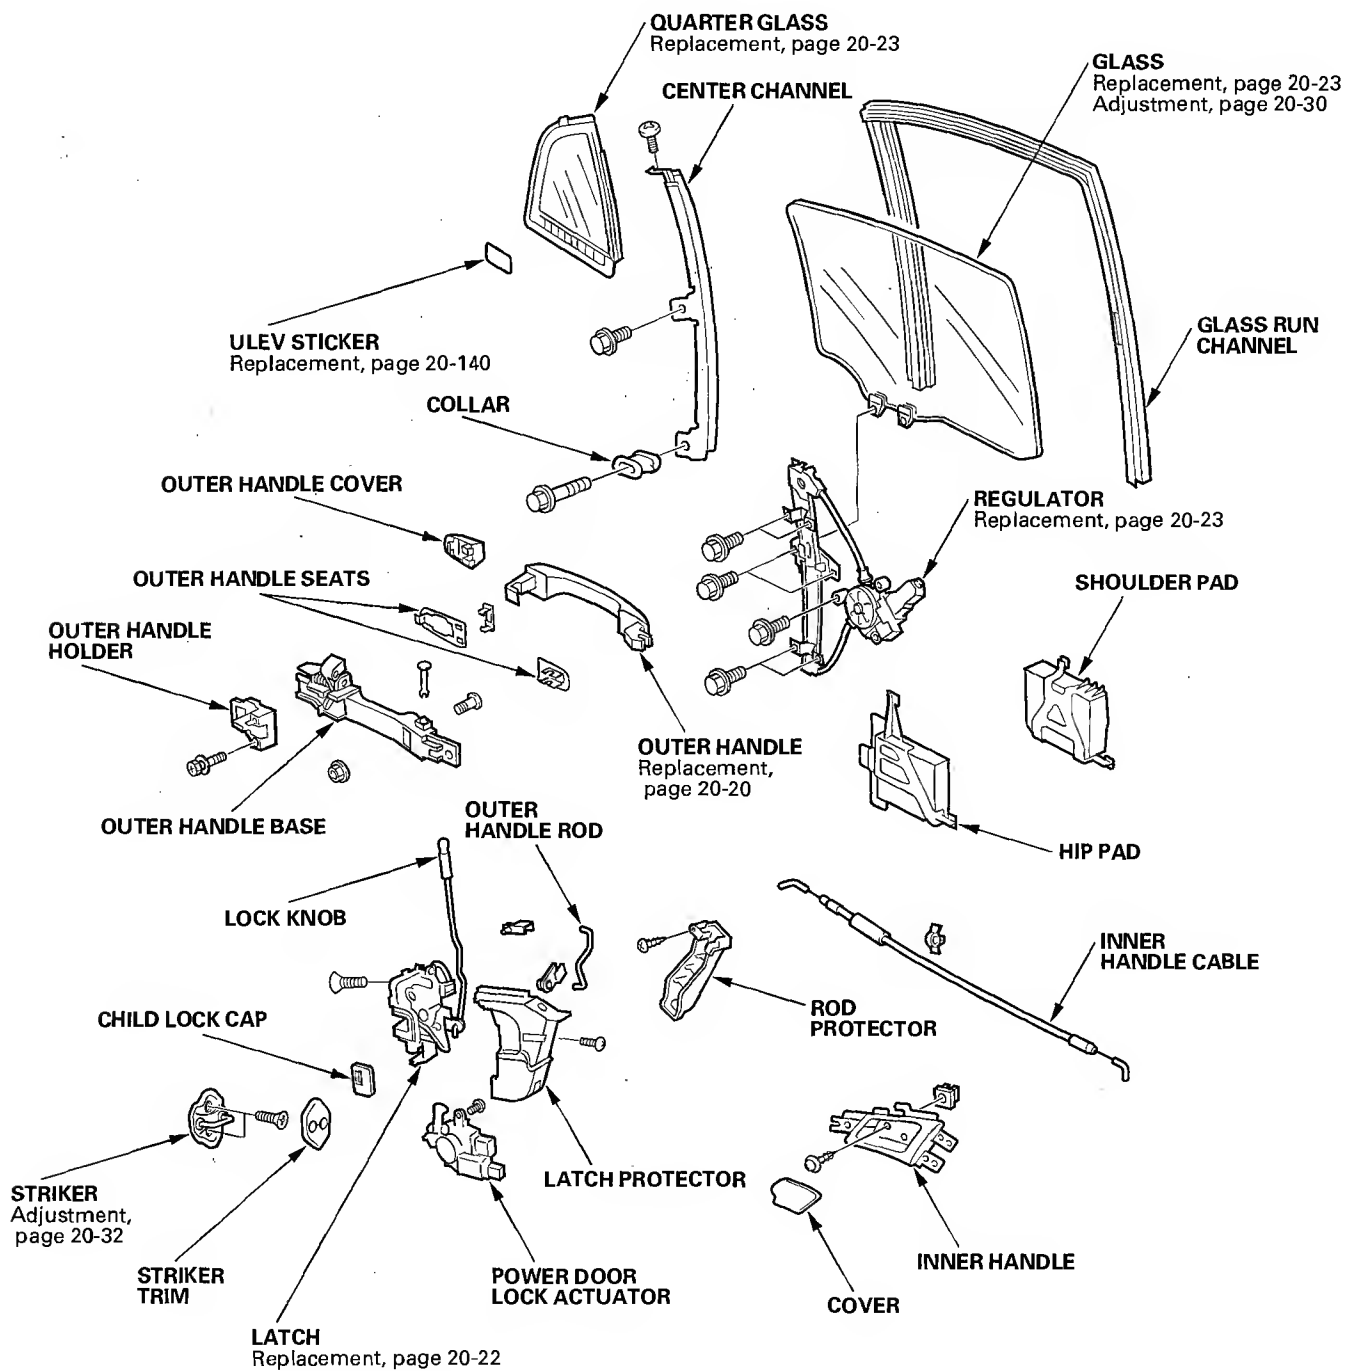 QUARTER GLASS
Replacement, page 20-23
CENTER CHANNEL
GLASS
Replacement, page 20-23
Adjustment, page 20-30
GLASS RUN
CHANNEL
ULEV STICKER
Replacement, page 20-140
COLLAR
OUTER HANDLE COVER
REGULATOR
Replacement, page 20-23
OUTER HANDLE SEATS
SHOULDER PAD
OUTER HANDLE
HOLDER
OUTER HANDLE
Replacement,
page 20-20
OUTER HANDLE BASE
OUTER
HANDLE ROD
HIP PAD
LOCK KNOB
INNER
HANDLE CABLE
CHILD LOCK CAP
ROD
PROTECTOR
LATCH PROTECTOR
STRIKER
Adjustment,
page 20-32
INNER HANDLE
STRIKER
TRIM
POWER DOOR
LOCK ACTUATOR
COVER
LATCH
Replacement, page 20-22